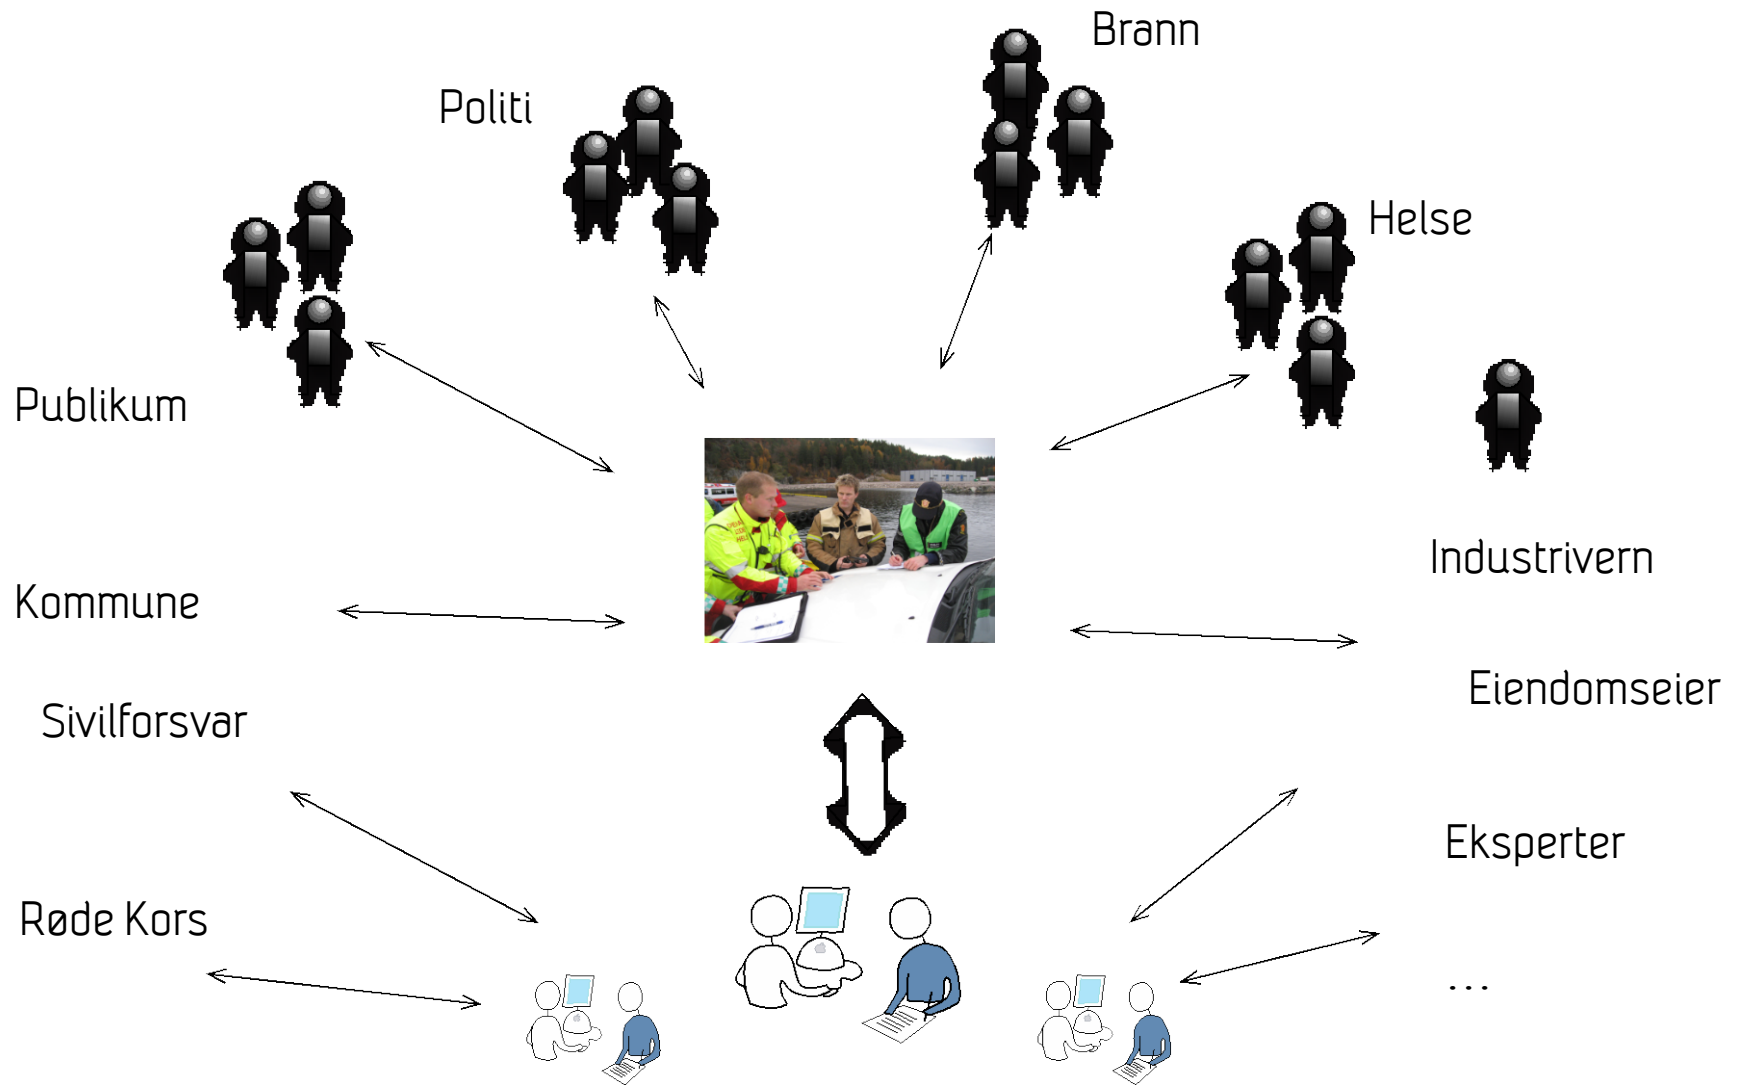 Brann
Politi
Helse
Publikum
Industrivern
Kommune
Eiendomseier
Sivilforsvar
Eksperter
Røde Kors
...